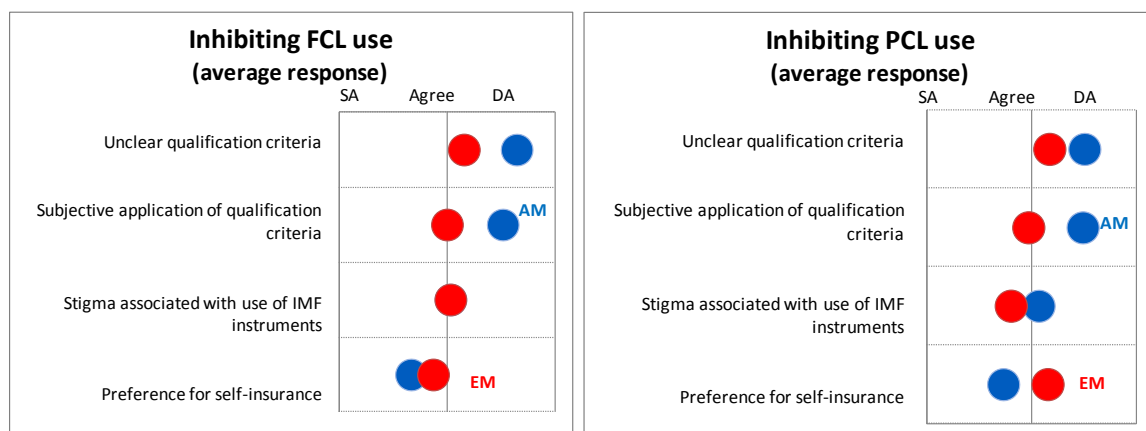 Inhibiting FCL use
(average response)
SA Agree DA
Unclear qualification criteria
Subjective application of qualification
criteria
AM
Stigma associated with use of IMF
instruments
Preference for self-insurance
EM
Inhibiting PCL use
(average response)
SA Agree DA
Unclear qualification criteria
Subjective application of qualification
criteria
AM
Stigma associated with use of IMF
instruments
Preference for self-insurance
EM